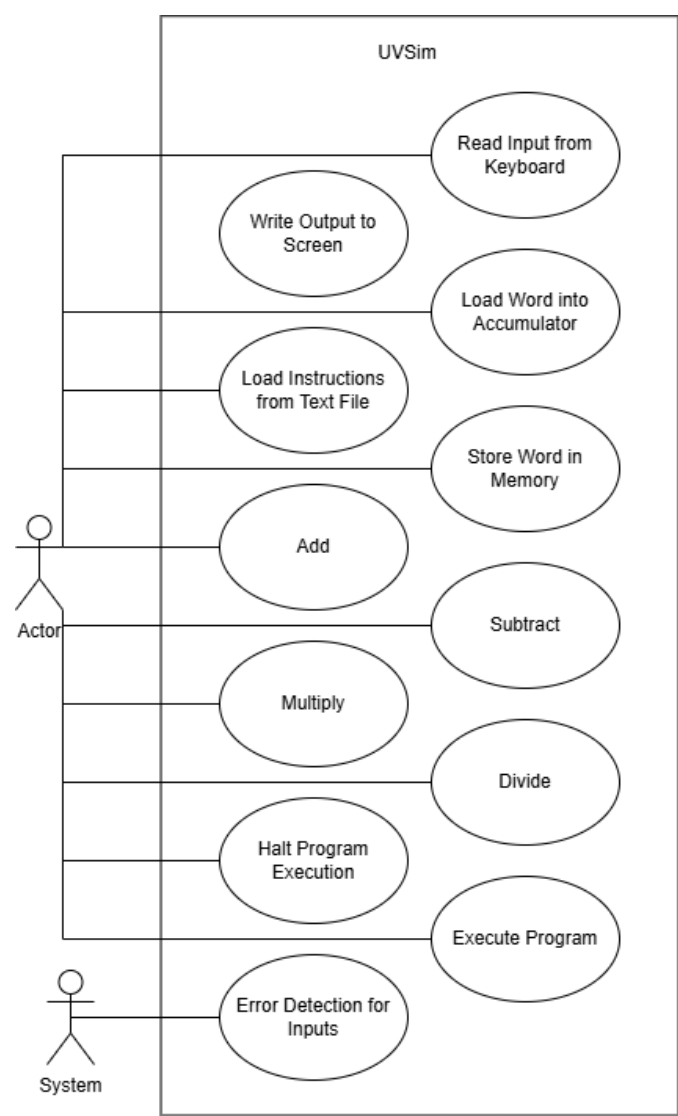 UVSim
Read Input from
Keyboard
Write Output to
Screen
Load Word into
Accumulator
Load Instructions
from Text File
Store Word in
Memory
Add
Actor
Subtract
Multiply
Divide
Halt Program
Execution
Execute Program
Error Detection for
Inputs
System